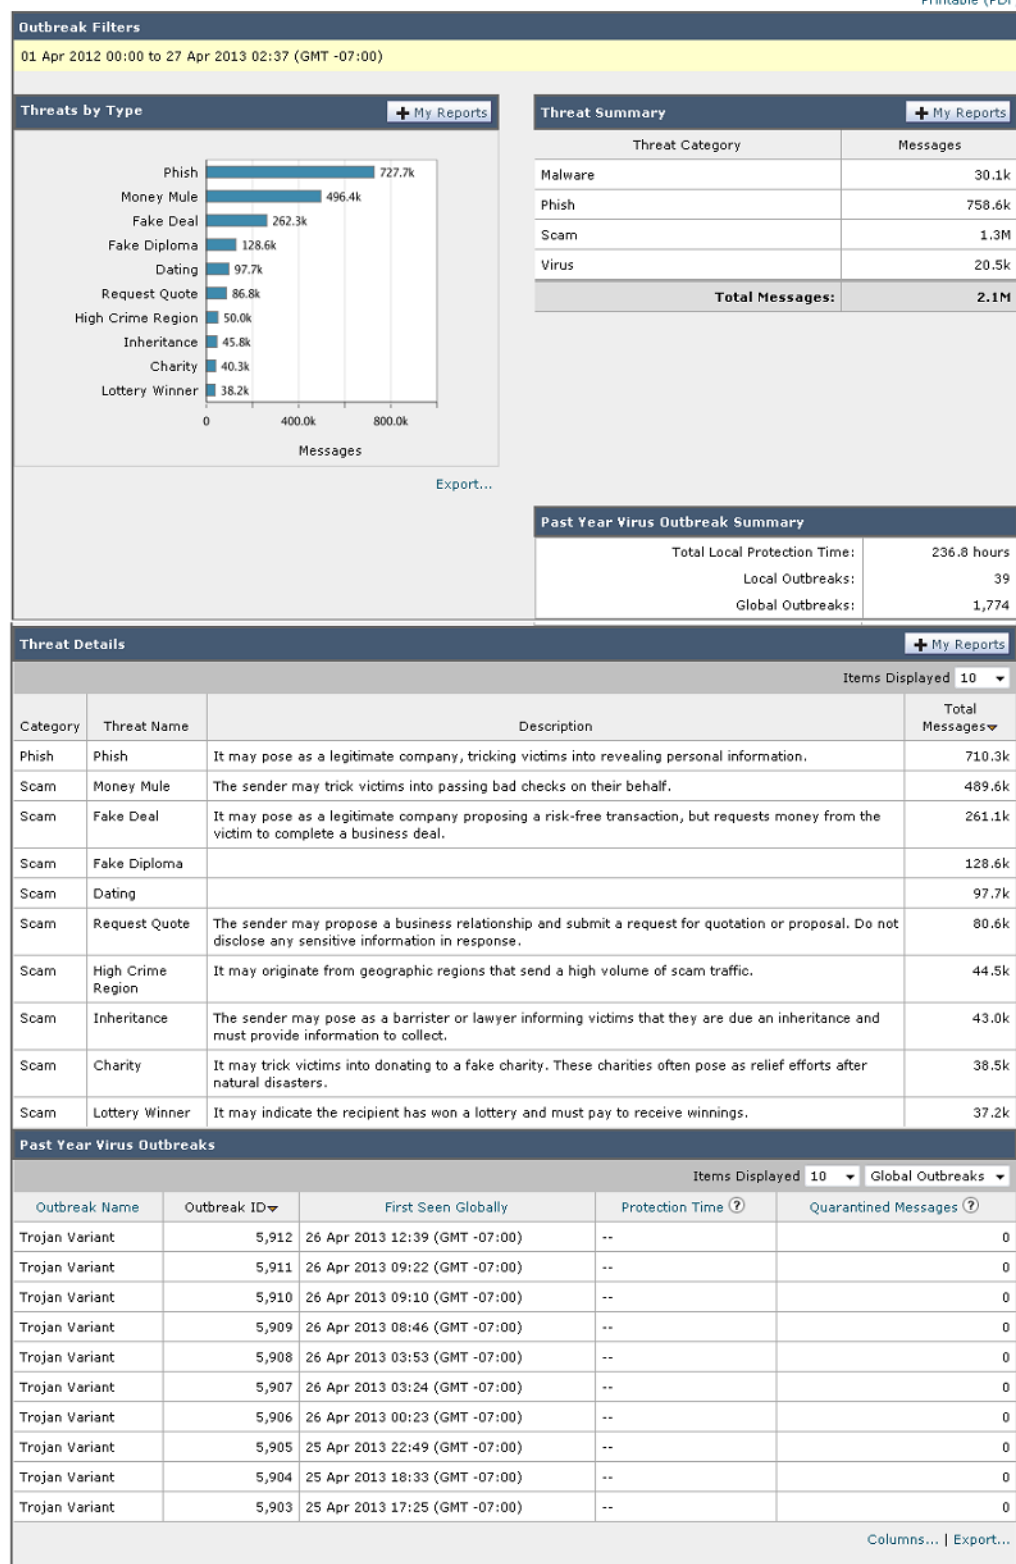 Printable (PDF
Outbreak Filters
01 Apr 2012 00:00 to 27 Apr 2013 02:37 (GMT -07:00)
Threats by Type
My Reports
Phish 727.7k
Money Mule 496.4k
Fake Deal 262.3k
Fake Diploma 128.6k
Dating 97.7k
Request Quote 86.8k
High Crime Region 50.0k
Inheritance 45.8k
Charity 40.3k
Lottery Winner 38.2k
0 400.0k 800.0k
Messages
Export...
Threat Summary
My Reports
Threat Category Messages
Malware 30.1k
Phish 758.6k
Scam 1.3M
Virus 20.5k
Total Messages: 2.1M
Past Year Virus Outbreak Summary
Total Local Protection Time: 236.8 hours
Local Outbreaks: 39
Global Outbreaks: 1,774
Threat Details
My Reports
Items Displayed 10
Category Threat Name Description Total
Messages
Phish Phish It may pose as a legitimate company, tricking victims into revealing personal information. 710.3k
Scam Money Mule The sender may trick victims into passing bad checks on their behalf. 489.6k
Scam Fake Deal It may pose as a legitimate company proposing a risk-free transaction, but requests money from the 261.1k
victim to complete a business deal.
Scam Fake Diploma 128.6k
Scam Dating 97.7k
Scam Request Quote The sender may propose a business relationship and submit a request for quotation or proposal. Do not 80.6k
disclose any sensitive information in response.
Scam High Crime It may originate from geographic regions that send a high volume of scam traffic. 44.5k
Region
Scam Inheritance The sender may pose as a barrister or lawyer informing victims that they are due an inheritance and 43.0k
must provide information to collect.
Scam Charity It may trick victims into donating to a fake charity. These charities often pose as relief efforts after 38.5k
natural disasters.
Scam Lottery Winner It may indicate the recipient has won a lottery and must pay to receive winnings. 37.2k
Past Year Virus Outbreaks
Items Displayed 10 Global Outbreaks
Outbreak Name Outbreak ID First Seen Globally Protection Time ? Quarantined Messages ?
Trojan Variant 5,912 26 Apr 2013 12:39 (GMT -07:00) -- 0
Trojan Variant 5,911 26 Apr 2013 09:22 (GMT -07:00) -- 0
Trojan Variant 5,910 26 Apr 2013 09:10 (GMT -07:00) -- 0
Trojan Variant 5,909 26 Apr 2013 08:46 (GMT -07:00) -- 0
Trojan Variant 5,908 26 Apr 2013 03:53 (GMT -07:00) -- 0
Trojan Variant 5,907 26 Apr 2013 03:24 (GMT -07:00) -- 0
Trojan Variant 5,906 26 Apr 2013 00:23 (GMT -07:00) -- 0
Trojan Variant 5,905 25 Apr 2013 22:49 (GMT -07:00) -- 0
Trojan Variant 5,904 25 Apr 2013 18:33 (GMT -07:00) -- 0
Trojan Variant 5,903 25 Apr 2013 17:25 (GMT -07:00) -- 0
Columns... | Export...